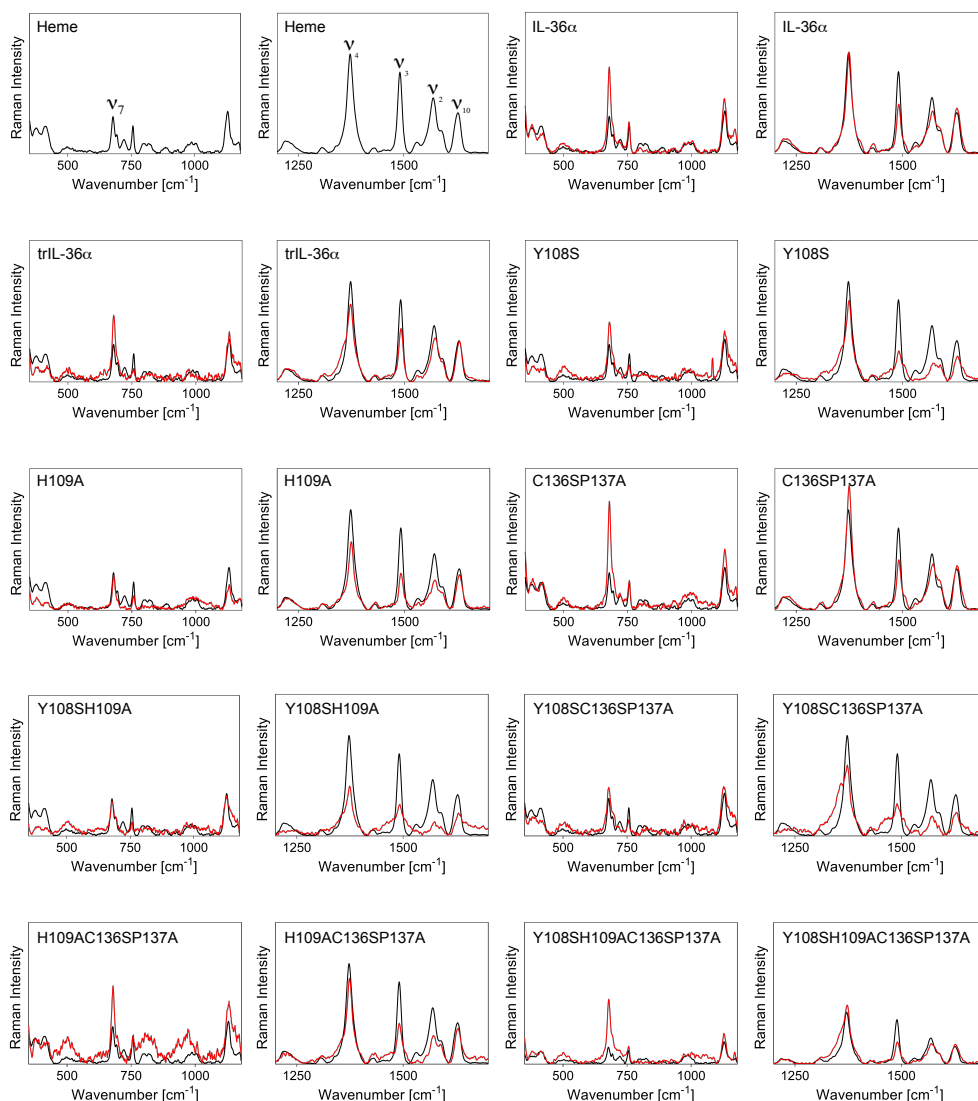 Heme
ν7
Raman Intensity
500 750 1000
Wavenumber [cm-1]
Heme
ν4
ν3
ν2
ν10
Raman Intensity
1250 1500
Wavenumber [cm-1]
IL-36α
Raman Intensity
500 750 1000
Wavenumber [cm-1]
IL-36α
Raman Intensity
1250 1500
Wavenumber [cm-1]
trIL-36α
Raman Intensity
500 750 1000
Wavenumber [cm-1]
trIL-36α
Raman Intensity
1250 1500
Wavenumber [cm-1]
Y108S
Raman Intensity
500 750 1000
Wavenumber [cm-1]
Y108S
Raman Intensity
1250 1500
Wavenumber [cm-1]
H109A
Raman Intensity
500 750 1000
Wavenumber [cm-1]
H109A
Raman Intensity
1250 1500
Wavenumber [cm-1]
C136SP137A
Raman Intensity
500 750 1000
Wavenumber [cm-1]
C136SP137A
Raman Intensity
1250 1500
Wavenumber [cm-1]
Y108SH109A
Raman Intensity
500 750 1000
Wavenumber [cm-1]
Y108SH109A
Raman Intensity
1250 1500
Wavenumber [cm-1]
Y108SC136SP137A
Raman Intensity
500 750 1000
Wavenumber [cm-1]
Y108SC136SP137A
Raman Intensity
1250 1500
Wavenumber [cm-1]
H109AC136SP137A
Raman Intensity
500 750 1000
Wavenumber [cm-1]
H109AC136SP137A
Raman Intensity
1250 1500
Wavenumber [cm-1]
Y108SH109AC136SP137A
Raman Intensity
500 750 1000
Wavenumber [cm-1]
Y108SH109AC136SP137A
Raman Intensity
1250 1500
Wavenumber [cm-1]